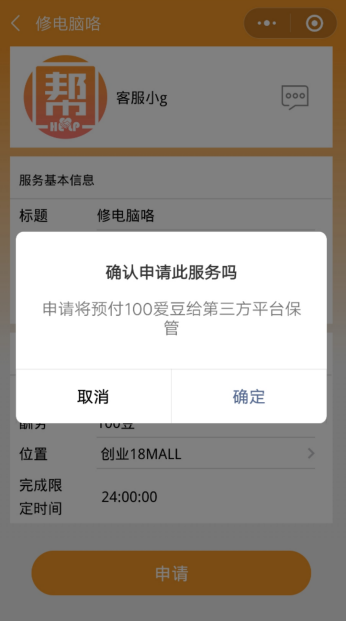 修电脑咯
帮
HELP
客服小g
服务基本信息
标题 修电脑咯
确认申请此服务吗
申请将预付100爱豆给第三方平台保
管
取消 确定
100豆
位置 创业18MALL
完成限
定时间 24:00:00
申请